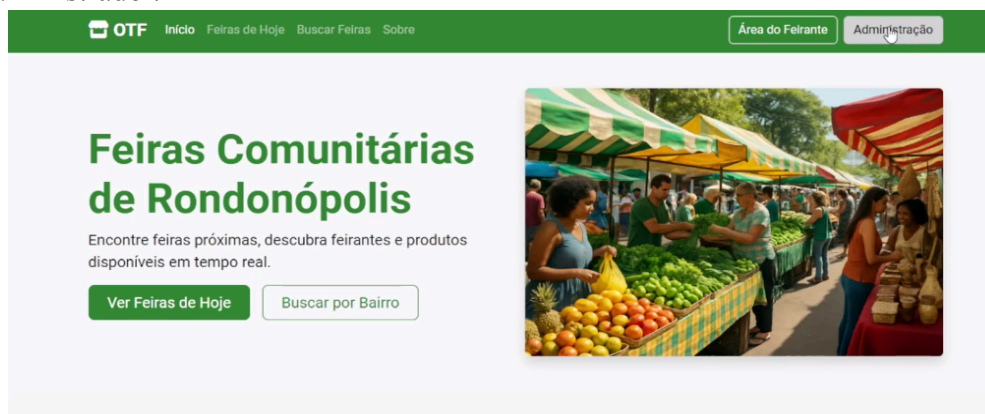 OTF Início Feiras de Hoje Buscar Feiras Sobre Área do Feirante Administração
Feiras Comunitárias
de Rondonópolis
Encontre feiras próximas, descubra feirantes e produtos
disponíveis em tempo real.
Ver Feiras de Hoje Buscar por Bairro